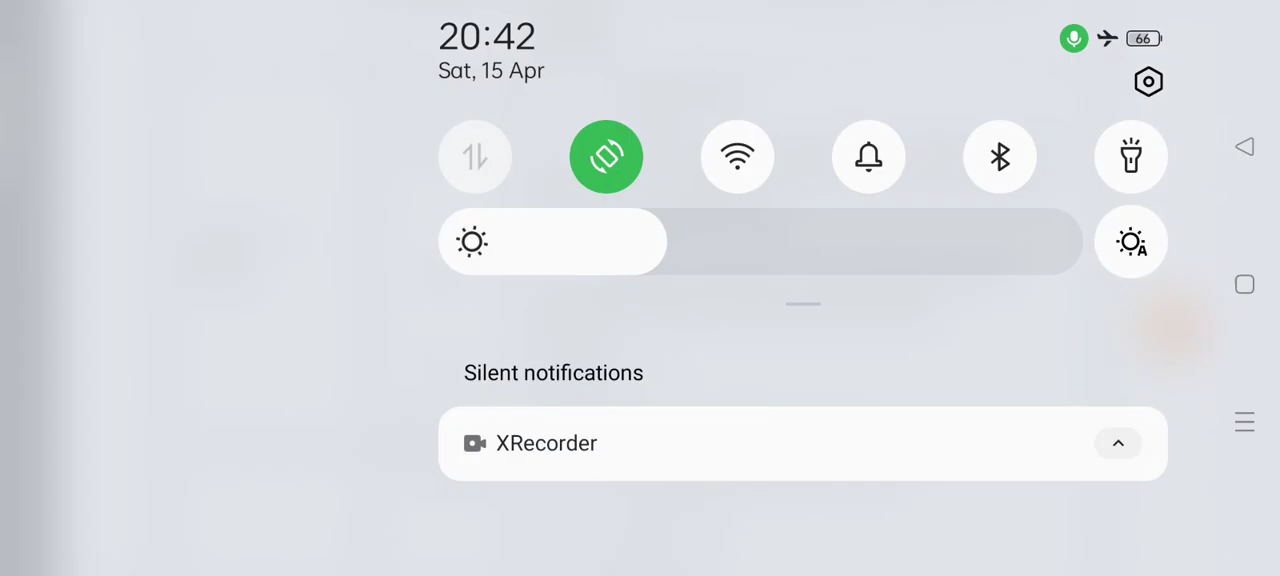 20:42
66
Sat, 15 Apr
A
Silent notifications
XRecorder